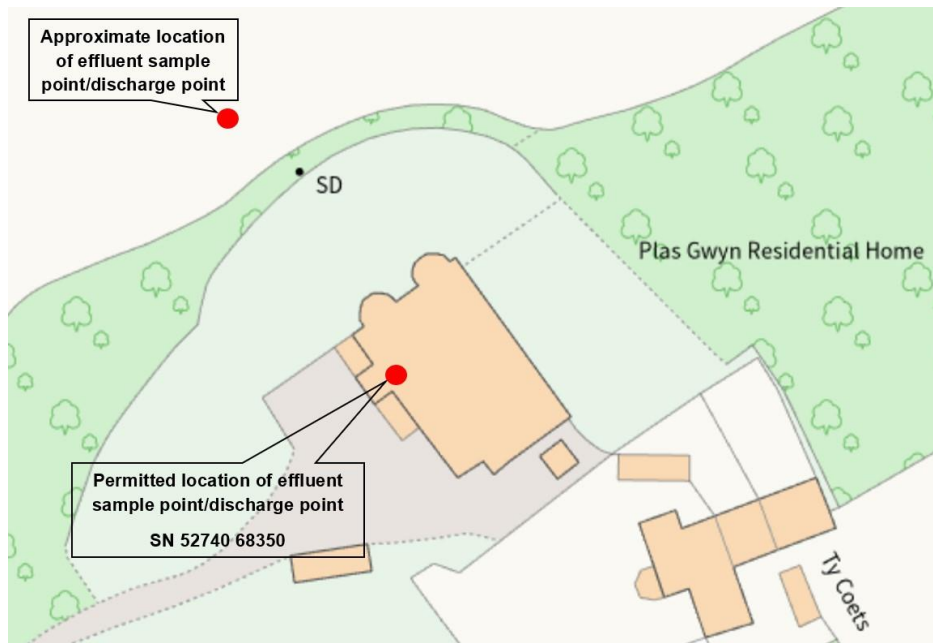 Approximate location
of effluent sample
point/discharge point
SD
Plas Gwyn Residential Home
Permitted location of effluent
sample point/discharge point
SN 52740 68350
Ty Coets